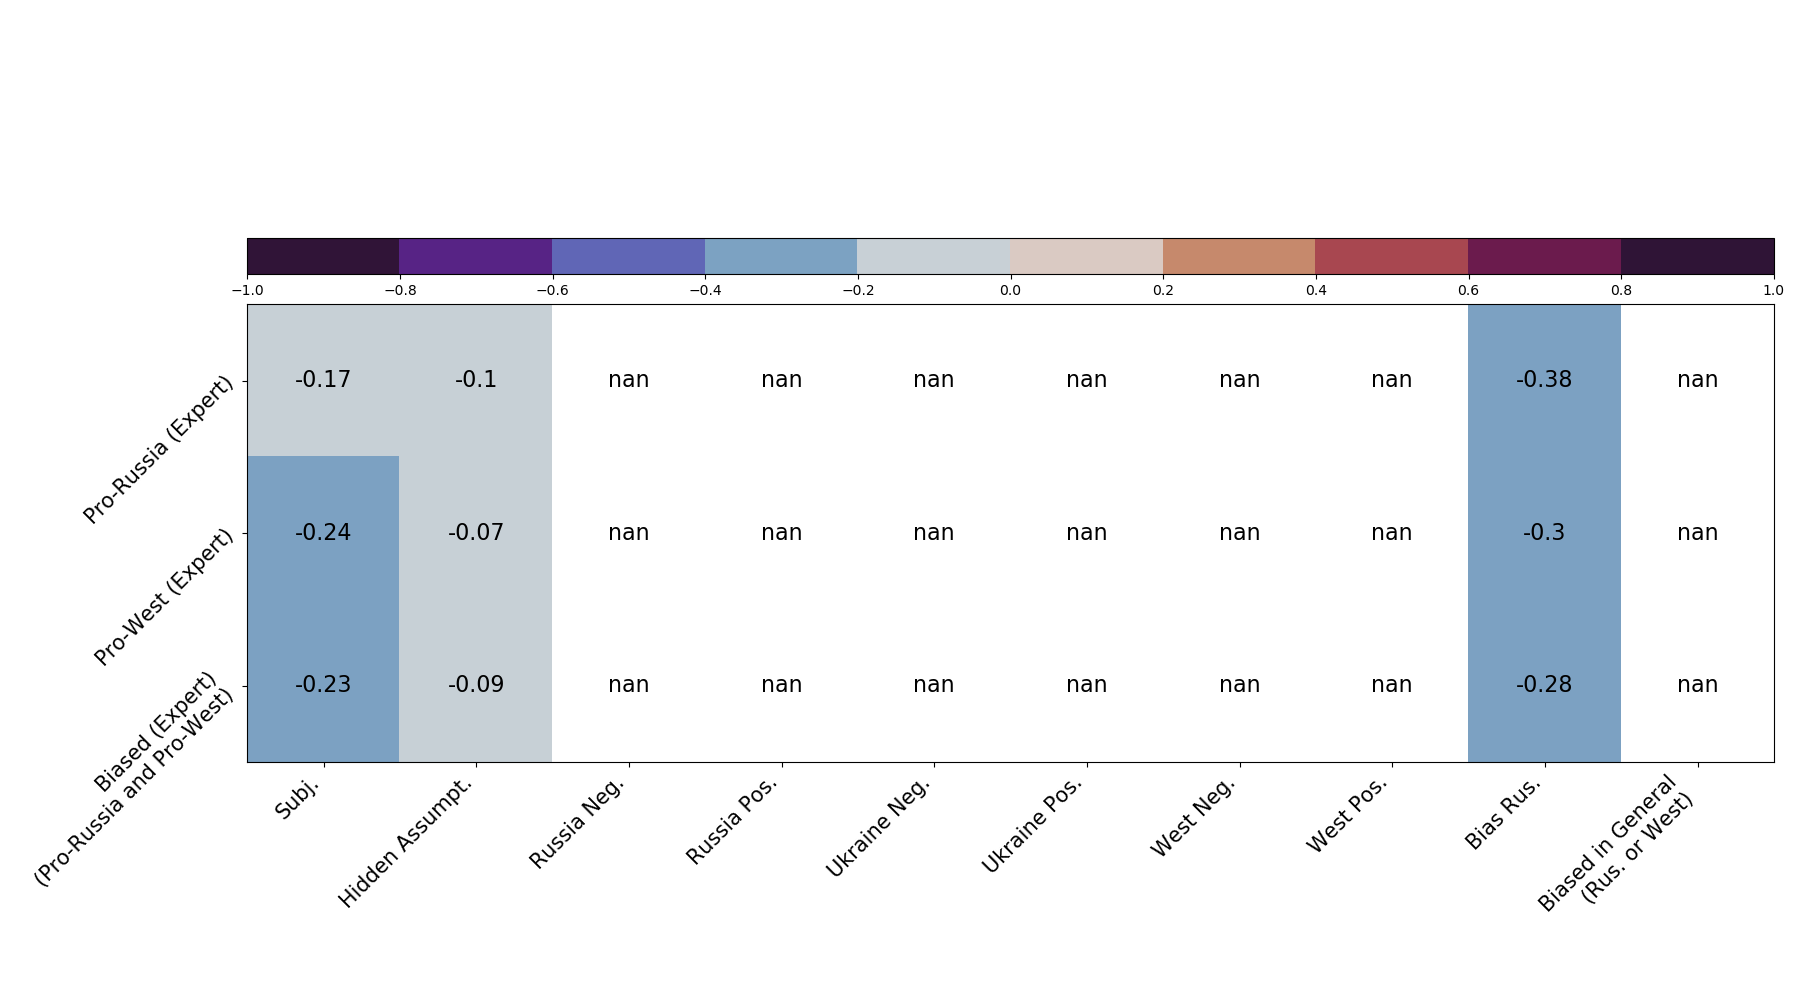 −1.0 −0.8 −0.6 −0.4 −0.2 0.0 0.2 0.4 0.6 0.8 1.0
Pro-Russia (Expert) -0.17 -0.1 nan nan nan nan nan nan -0.38 nan
Pro-West (Expert) -0.24 -0.07 nan nan nan nan nan nan -0.3 nan
Biased (Expert)
(Pro-Russia and Pro-West) -0.23 -0.09 nan nan nan nan nan nan -0.28 nan
Subj.
Hidden Assumpt.
Russia Neg.
Russia Pos.
Ukraine Neg.
Ukraine Pos.
West Neg.
West Pos.
Bias Rus.
Biased in General
(Rus. or West)